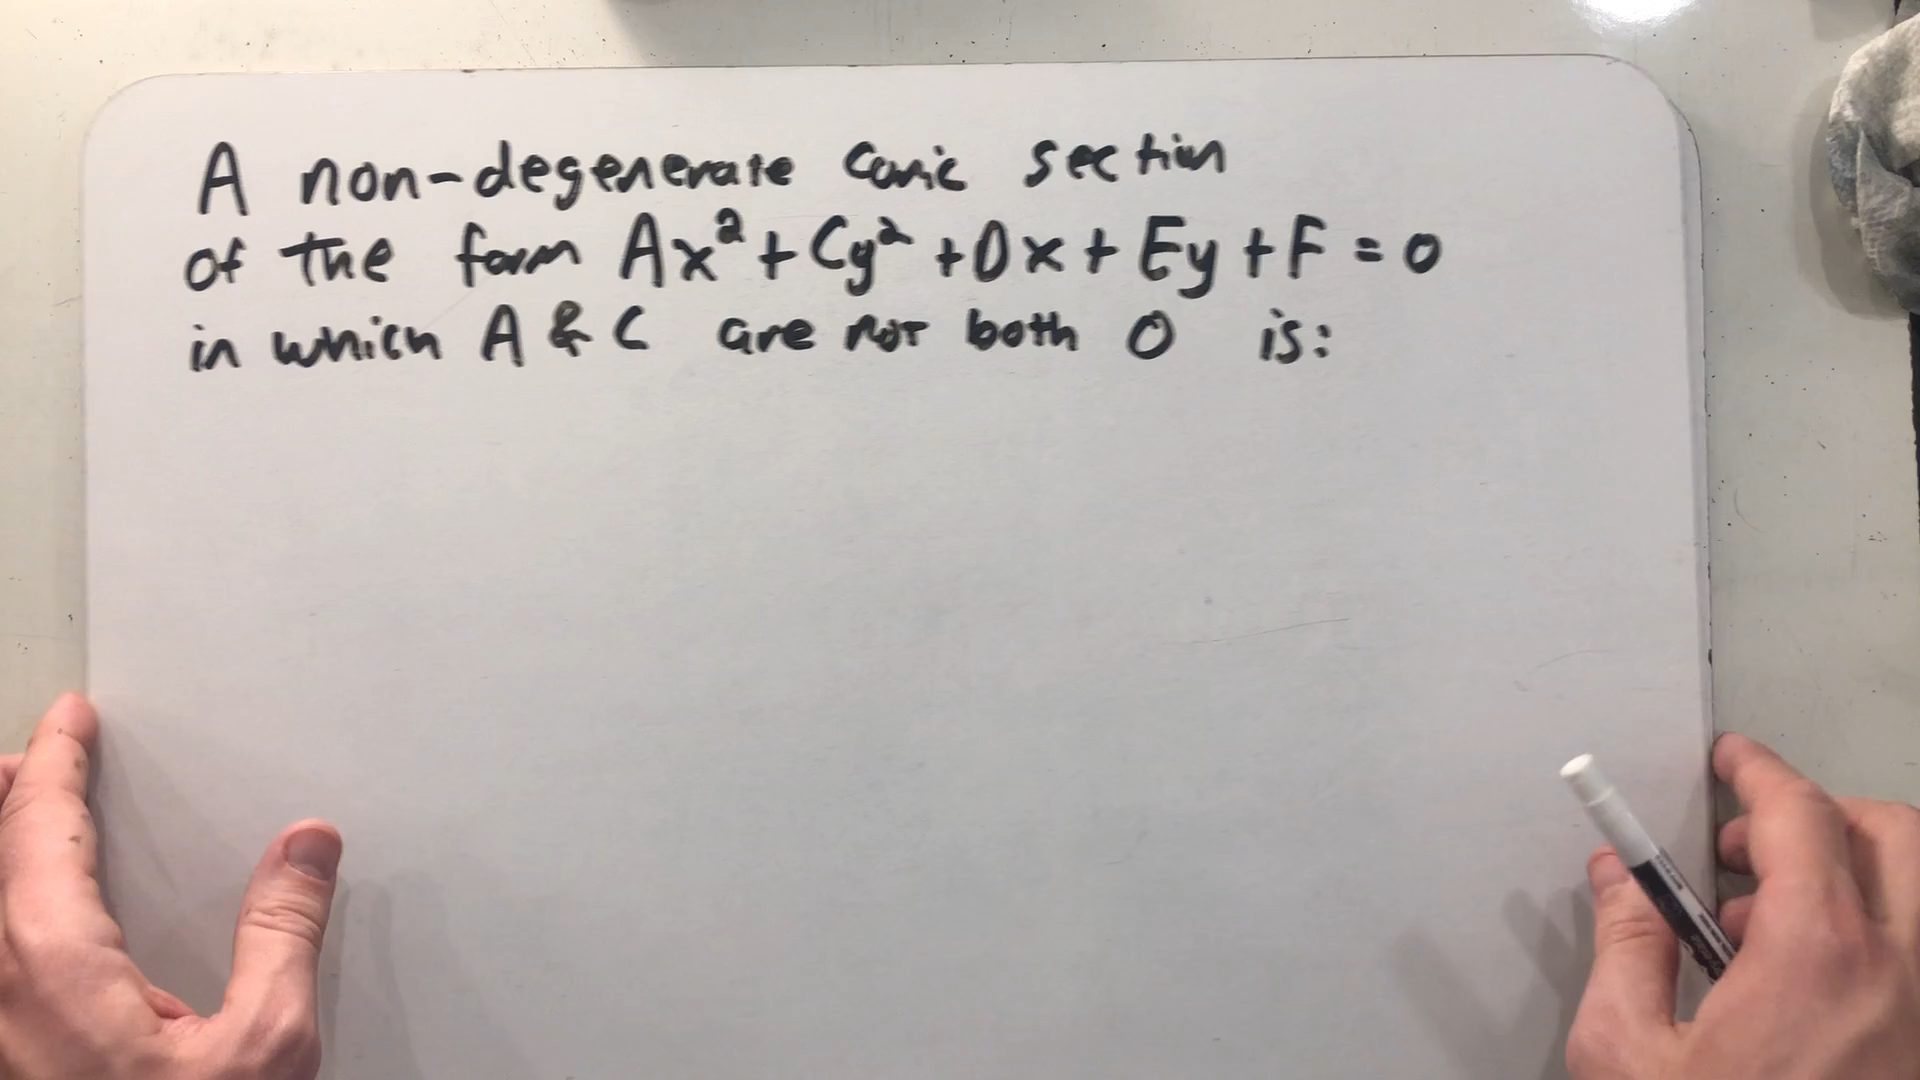 A non-degenerate conic section
of the form Ax² + Cy² + Dx + Ey + F = 0
in which A & C are not both 0 is: